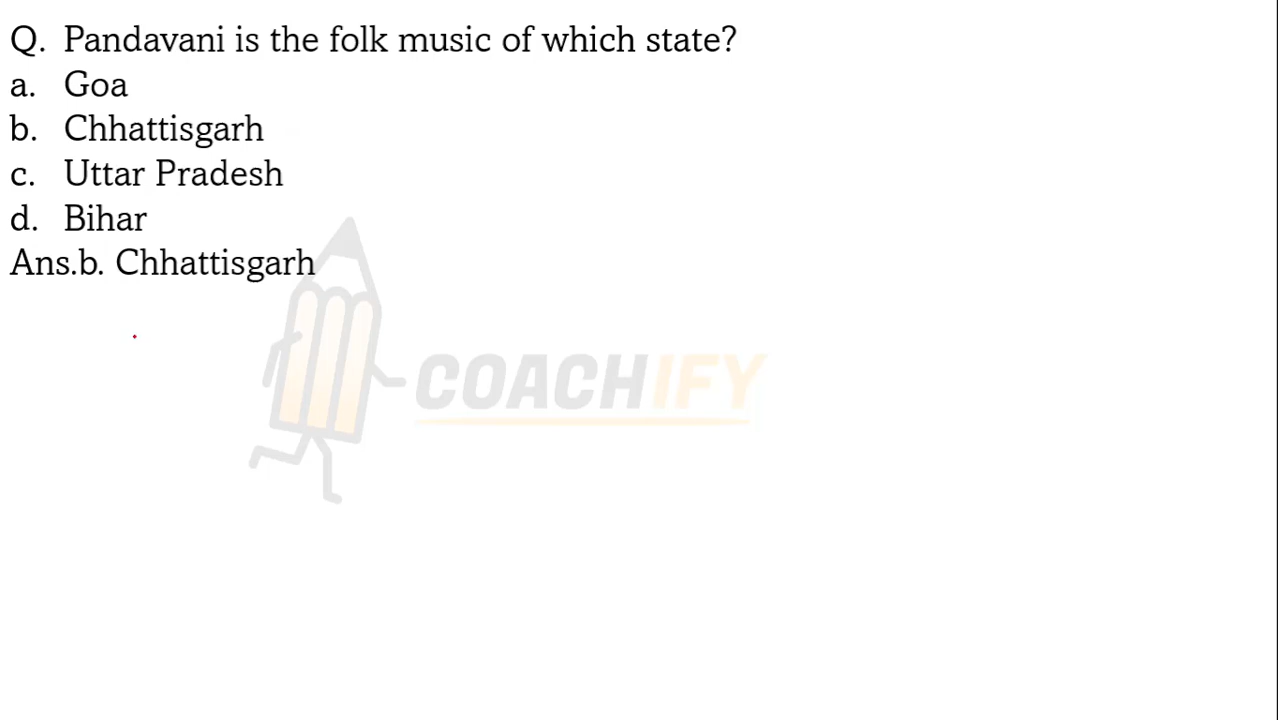 Q. Pandavani is the folk music of which state?
a. Goa
b. Chhattisgarh
c. Uttar Pradesh
d. Bihar
Ans.b. Chhattisgarh
COACHIFY